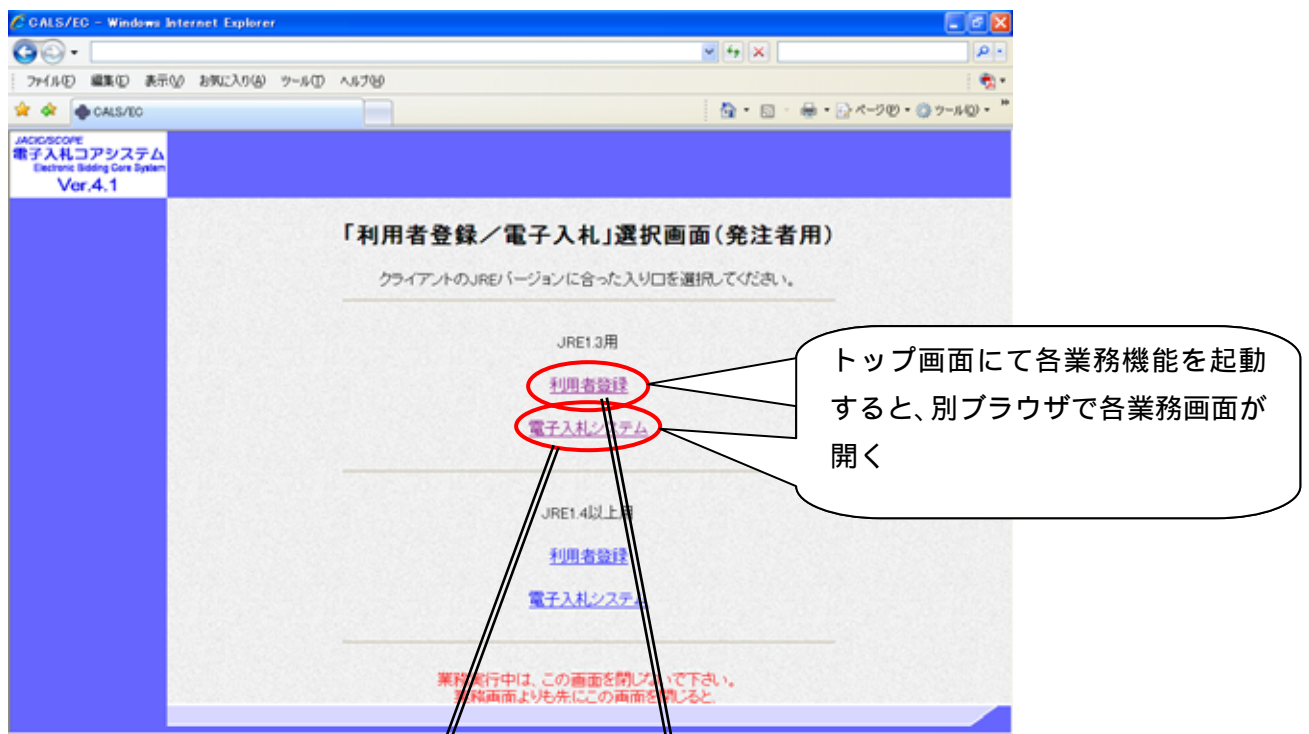 CALS/EC - Windows Internet Explorer
ファイル(F) 編集(E) 表示(V) お気に入り(A) ツール(T) ヘルプ(H)
CALS/EC
ページ(P) ツール(O)
JACIC/SCOPE
電子入札コアシステム
Electronic Bidding Core System
Ver.4.1
「利用者登録／電子入札」選択画面(発注者用)
クライアントのJREバージョンに合った入り口を選択してください。
JRE1.3用
利用者登録
電子入札システム
トップ画面にて各業務機能を起動
すると、別ブラウザで各業務画面が
開く
JRE1.4以上用
利用者登録
電子入札システム
業務実行中は、この画面を閉じないで下さい。
業務画面よりも先にこの画面を閉じると、